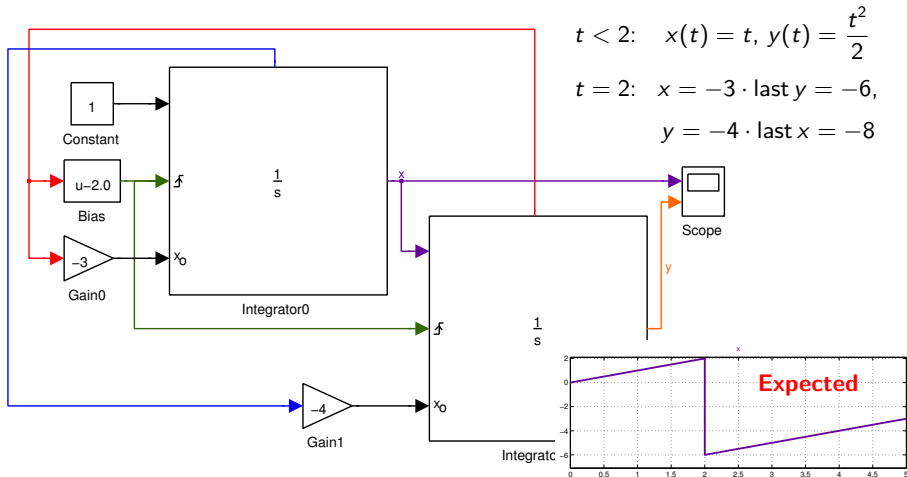 t < 2: x(t) = t, y(t) = t²/2
t = 2: x = −3 · last y = −6,
y = −4 · last x = −8
1
Constant
u−2.0
Bias
−3
Gain0
1
s
xo
Integrator0
x
Scope
y
1
s
xo
−4
Gain1
Integrato
x
Expected
2
0
−2
−4
−6
0 0.5 1 1.5 2 2.5 3 3.5 4 4.5 5